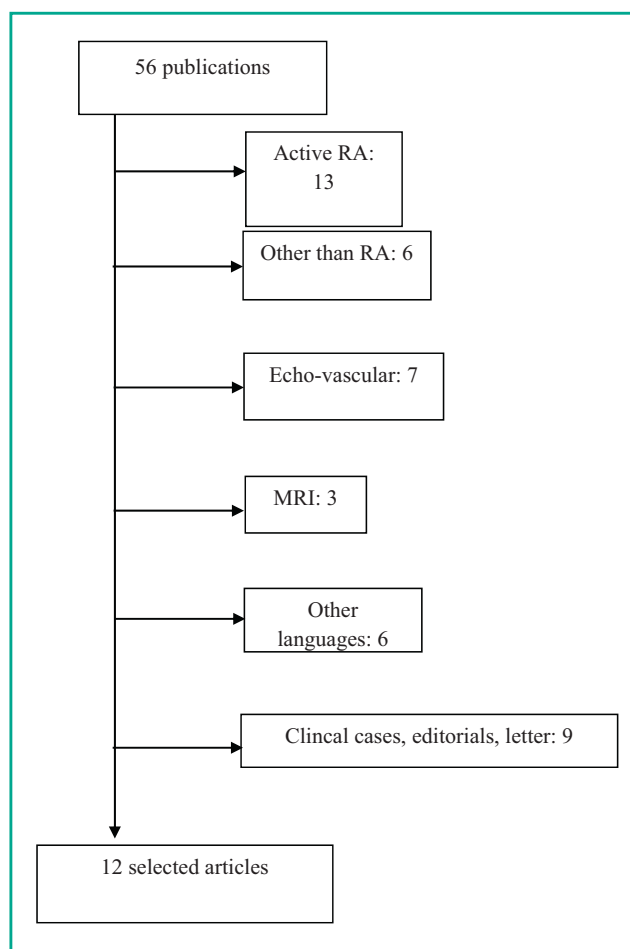 56 publications
Active RA:
13
Other than RA: 6
Echo-vascular: 7
MRI: 3
Other
languages: 6
Clincal cases, editorials, letter: 9
12 selected articles